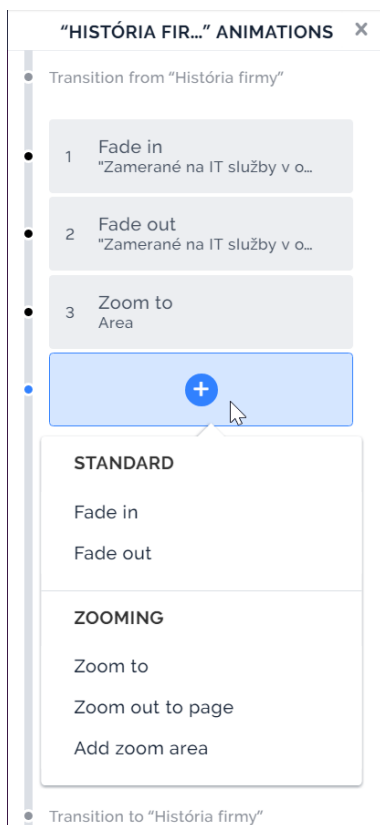 “HISTÓRIA FIR...” ANIMATIONS
Transition from “História firmy”
1
Fade in
"Zamerané na IT služby v o...
2
Fade out
"Zamerané na IT služby v o...
3
Zoom to
Area
STANDARD
Fade in
Fade out
ZOOMING
Zoom to
Zoom out to page
Add zoom area
Transition to “História firmy”